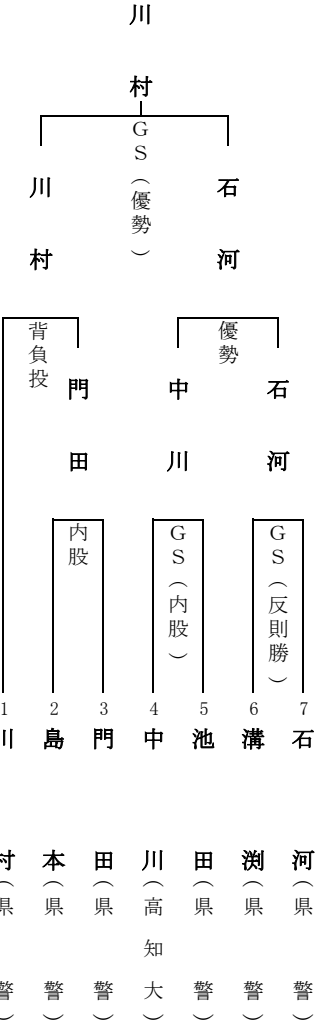 川村
GS(優勢)
川村
石河
背負投
優勢
門田
中川
石河
内股
GS(内股)
GS(反則勝)
1 2 3 4 5 6 7
川村(県警)
島本(県警)
門田(県警)
中川(高知大)
池田(県警)
溝渕(県警)
石河(県警)